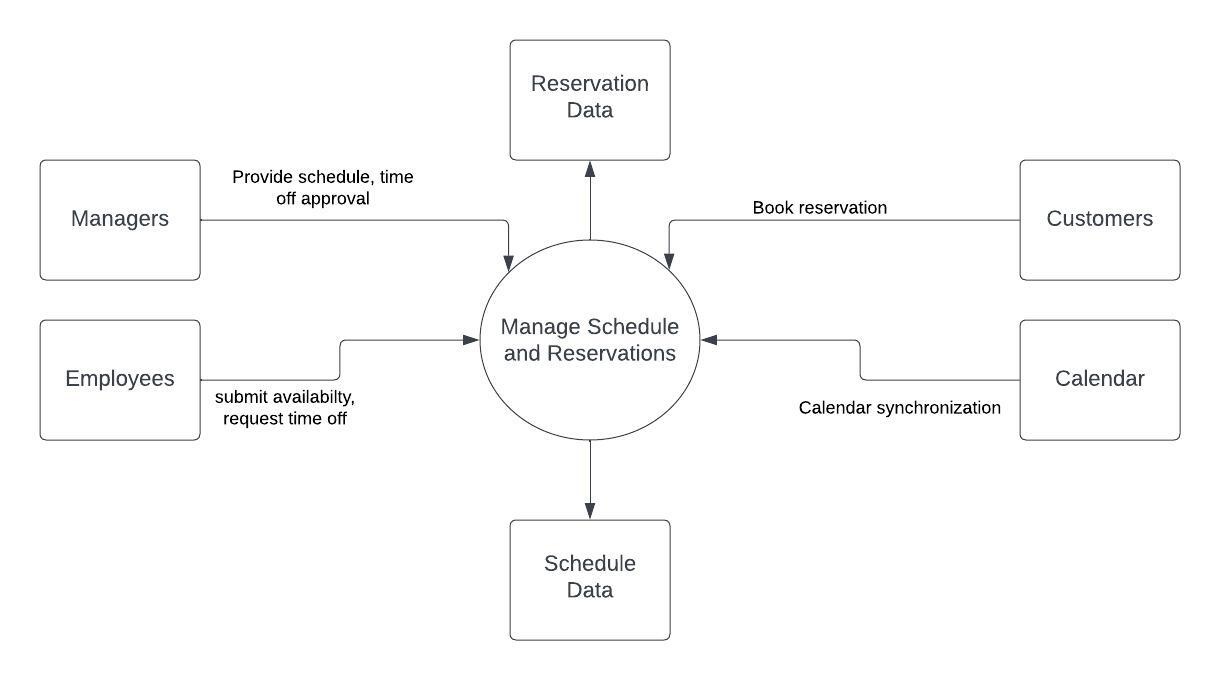 Reservation
Data
Provide schedule, time
off approval
Managers
Book reservation
Customers
Manage Schedule
and Reservations
Employees
submit availabilty,
request time off
Calendar
Calendar synchronization
Schedule
Data